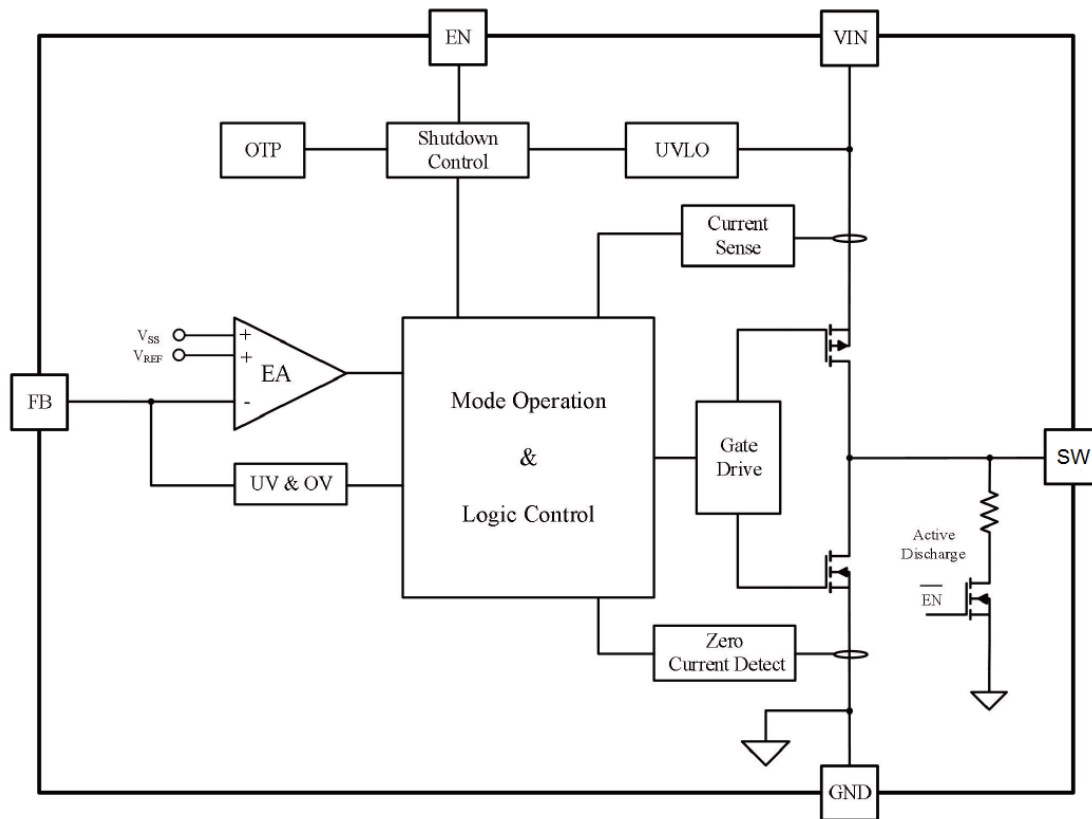 EN
VIN
OTP
Shutdown
Control
UVLO
Current
Sense
VSS
VREF
+
+
-
EA
FB
Mode Operation
&
Logic Control
Gate
Drive
SW
UV & OV
Active
Discharge
EN
Zero
Current Detect
GND